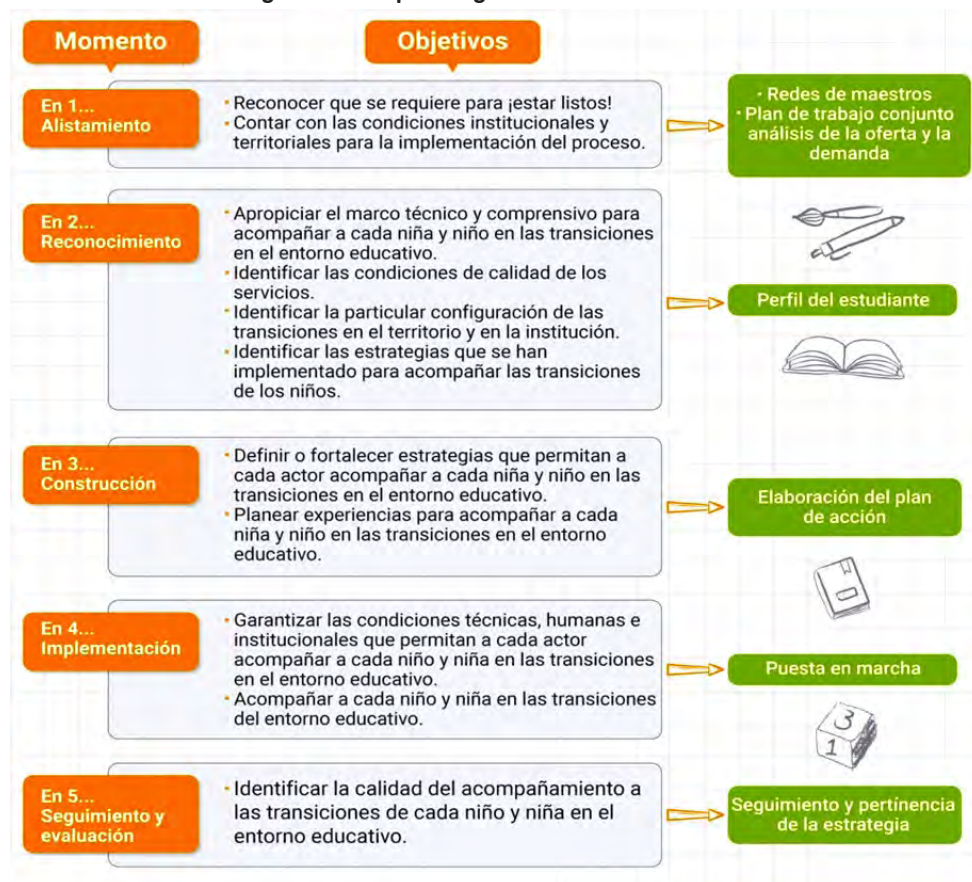 Momento
Objetivos
En 1...
Alistamiento
• Reconocer que se requiere para ¡estar listos!
• Contar con las condiciones institucionales y
territoriales para la implementación del proceso.
• Redes de maestros
• Plan de trabajo conjunto
análisis de la oferta y la
demanda
En 2...
Reconocimiento
• Apropiciar el marco técnico y comprensivo para
acompañar a cada niña y niño en las transiciones
en el entorno educativo.
• Identificar las condiciones de calidad de los
servicios.
• Identificar la particular configuración de las
transiciones en el territorio y en la institución.
• Identificar las estrategias que se han
implementado para acompañar las transiciones
de los niños.
Perfil del estudiante
En 3...
Construcción
• Definir o fortalecer estrategias que permitan a
cada actor acompañar a cada niña y niño en las
transiciones en el entorno educativo.
• Planear experiencias para acompañar a cada
niña y niño en las transiciones en el entorno
educativo.
Elaboración del plan
de acción
En 4...
Implementación
• Garantizar las condiciones técnicas, humanas e
institucionales que permitan a cada actor
acompañar a cada niño y niña en las transiciones
en el entorno educativo.
• Acompañar a cada niño y niña en las transiciones
del entorno educativo.
Puesta en marcha
3
1
En 5...
Seguimiento y
evaluación
• Identificar la calidad del acompañamiento a
las transiciones de cada niño y niña en el
entorno educativo.
Seguimiento y pertinencia
de la estrategia